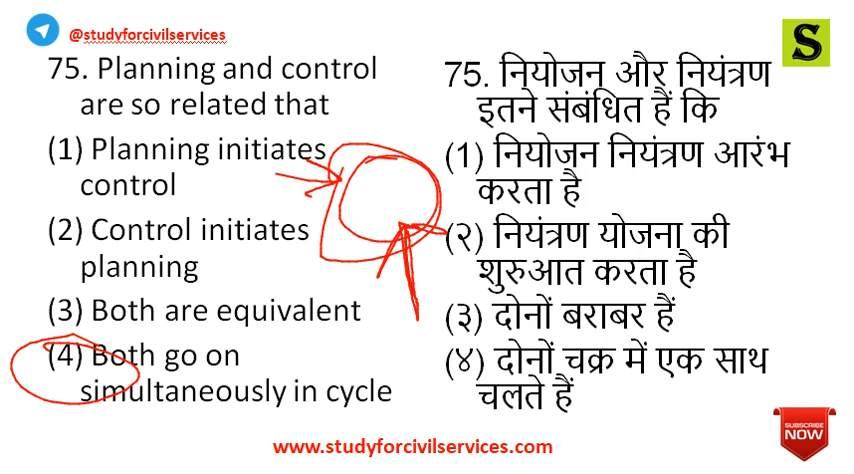 @studyforcivilservices
75. Planning and control
are so related that
(1) Planning initiates
control
(2) Control initiates
planning
(3) Both are equivalent
(4) Both go on
simultaneously in cycle
75. नियोजन और नियंत्रण
इतने संबंधित हैं कि
(1) नियोजन नियंत्रण आरंभ
करता है
(२) नियंत्रण योजना की
शुरुआत करता है
(३) दोनों बराबर हैं
(४) दोनों चक्र में एक साथ
चलते हैं
S
SUBSCRIBE
NOW
www.studyforcivilservices.com